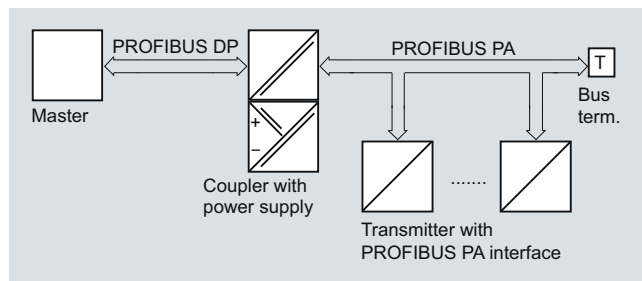 PROFIBUS DP
PROFIBUS PA
T
Master
Bus
term.
+
–
Coupler with
power supply
.......
Transmitter with
PROFIBUS PA interface